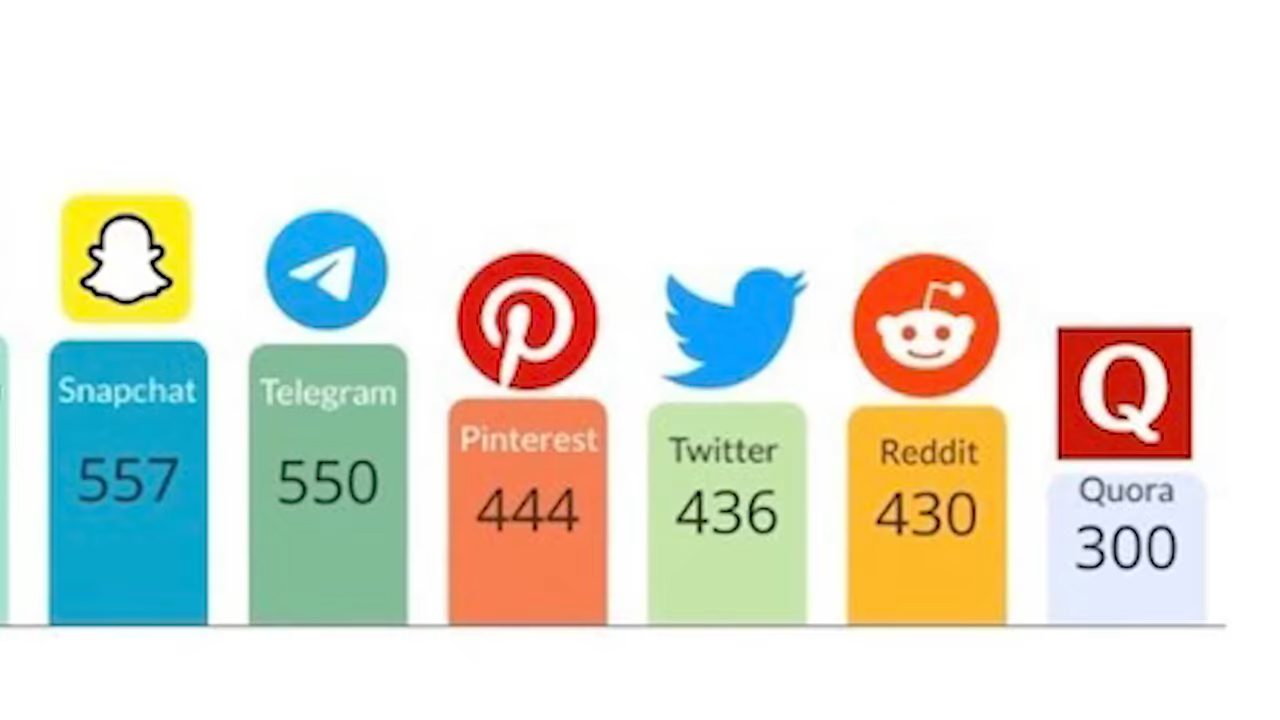 Snapchat
557
Telegram
550
Pinterest
444
Twitter
436
Reddit
430
Q
Quora
300